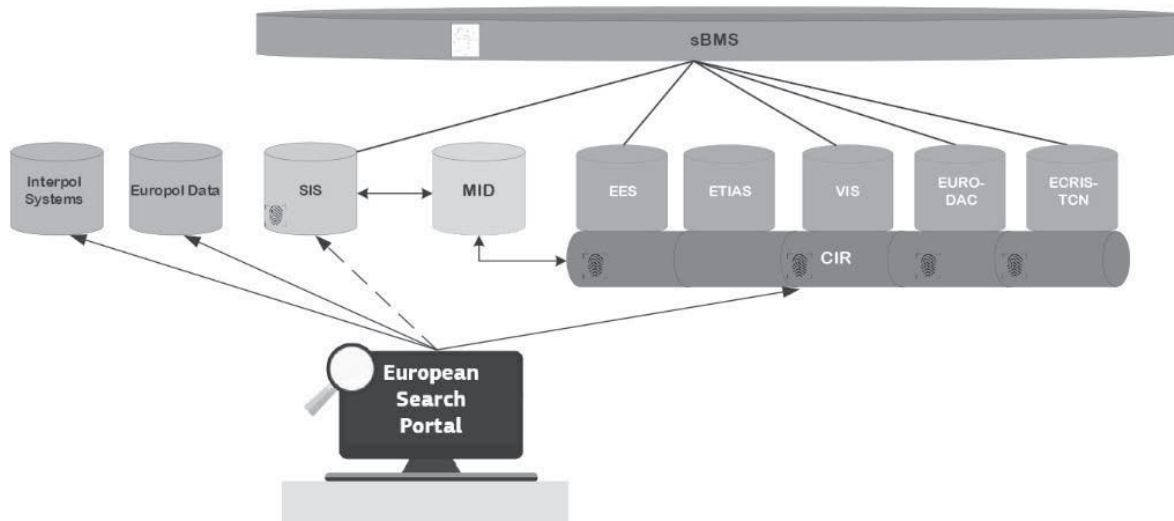 sBMS
Interpol
Systems
Europol Data
SIS
MID
EES
ETIAS
VIS
EURO-
DAC
ECRIS-
TCN
CIR
European
Search
Portal